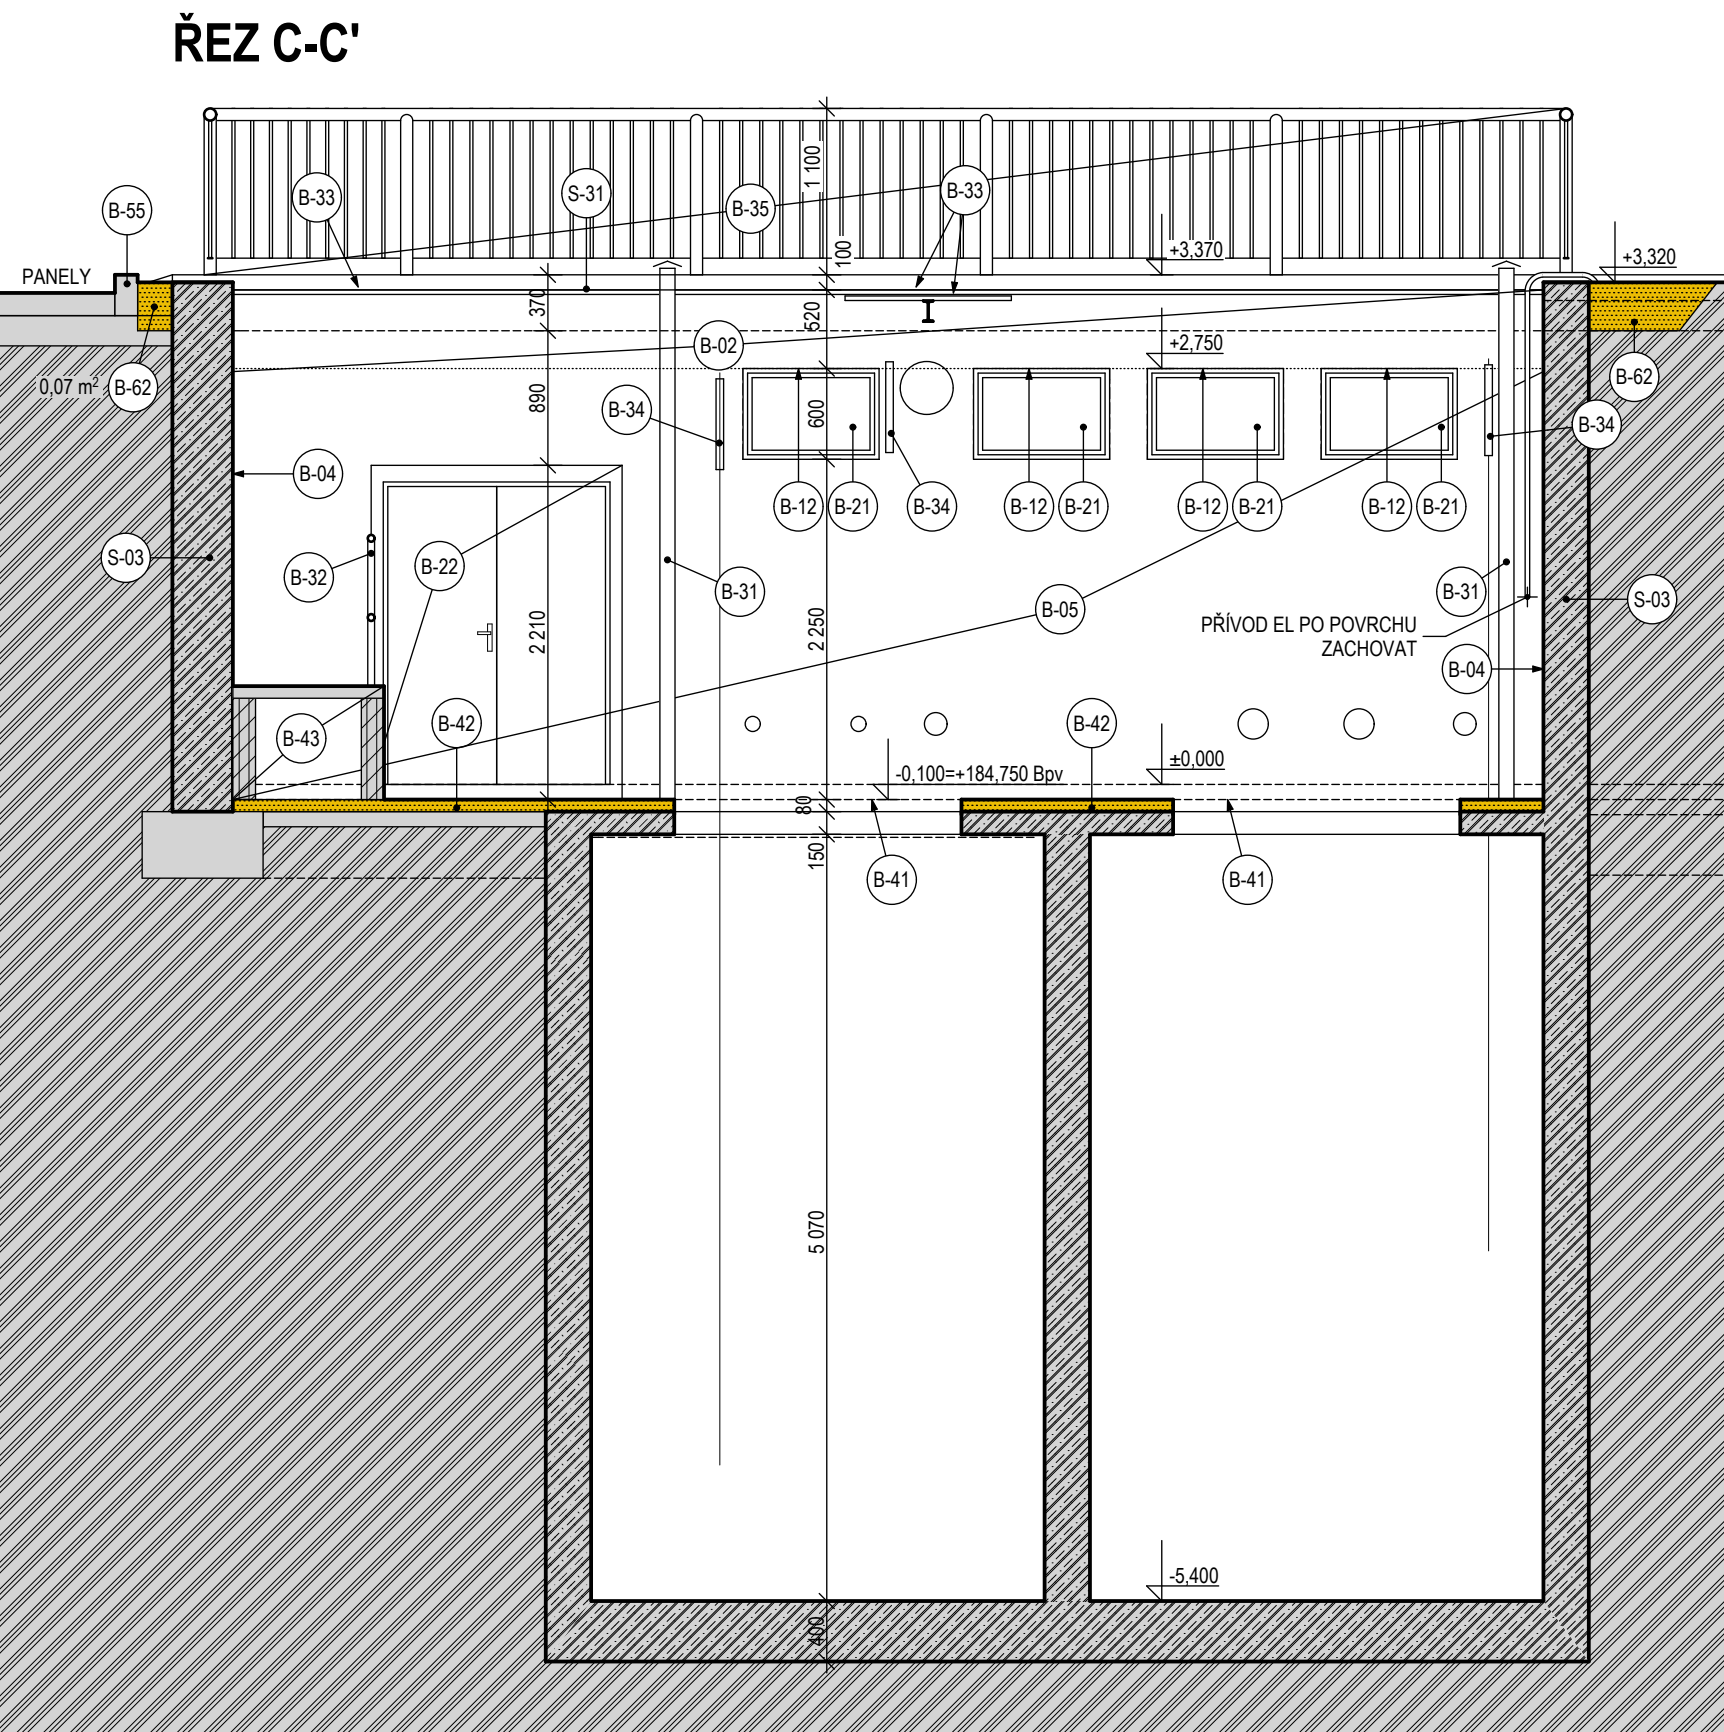 ŘEZ C-C'
1 100
B-33
S-31
B-35
B-33
B-55
100
+3,370
+3,320
PANELY
370
520
B-02
+2,750
0,07 m²
B-62
B-62
890
B-34
600
B-34
B-04
B-12
B-21
B-34
B-12
B-21
B-12
B-21
B-12
B-21
S-03
B-32
B-22
B-31
B-31
S-03
B-05
2 210
2 250
PŘÍVOD EL PO POVRCHU
ZACHOVAT
B-04
B-43
B-42
B-42
-0,100=+184,750 Bpv
±0,000
80
150
B-41
B-41
5 070
-5,400
400